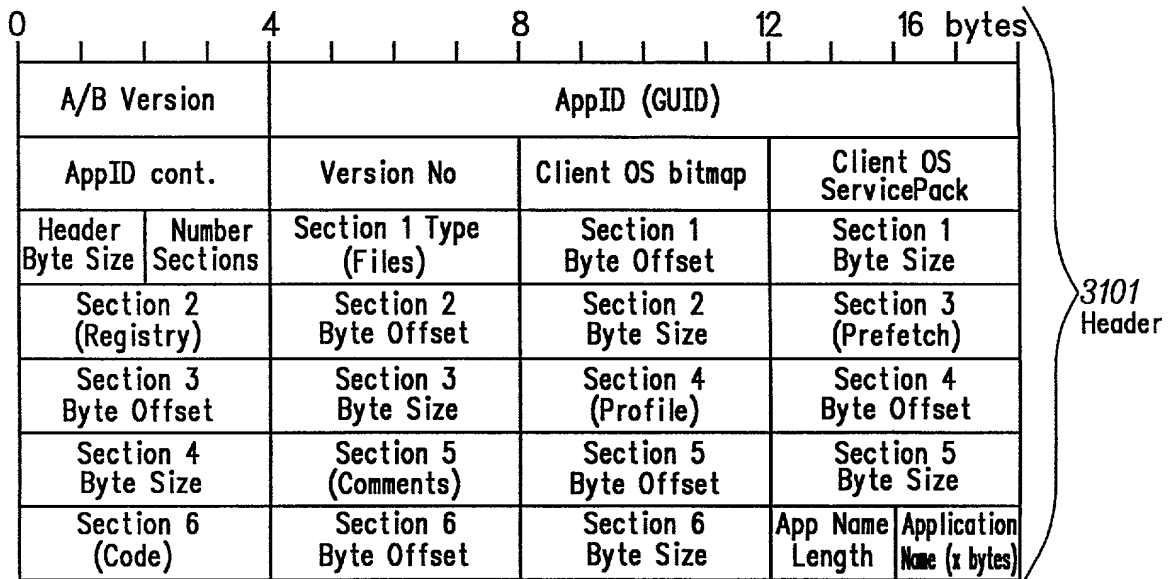 0 4 8 12 16 bytes
A/B Version AppID (GUID)
AppID cont. Version No Client OS bitmap Client OS
ServicePack
Header Number Section 1 Type Section 1 Section 1
Byte Size Sections (Files) Byte Offset Byte Size
Section 2 Section 2 Section 2 Section 3
(Registry) Byte Offset Byte Size (Prefetch)
Section 3 Section 3 Section 4 Section 4
Byte Offset Byte Size (Profile) Byte Offset
Section 4 Section 5 Section 5 Section 5
Byte Size (Comments) Byte Offset Byte Size
Section 6 Section 6 Section 6 App Name Application
(Code) Byte Offset Byte Size Length Name (x bytes)
3101
Header